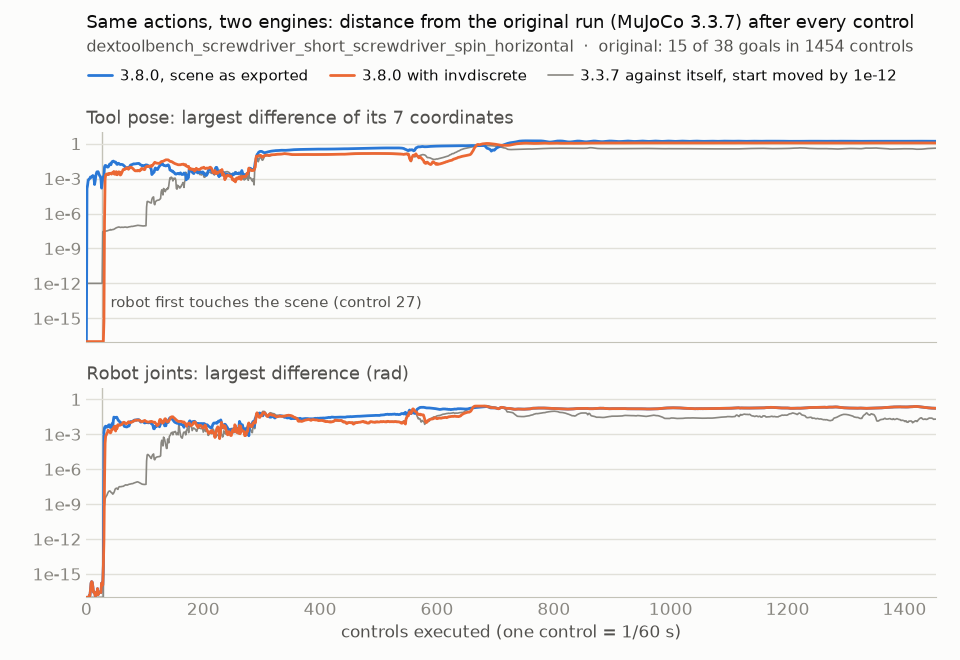 Same actions, two engines: distance from the original run (MuJoCo 3.3.7) after every control
dextoolbench_screwdriver_short_screwdriver_spin_horizontal · original: 15 of 38 goals in 1454 controls
3.8.0, scene as exported 3.8.0 with invdiscrete 3.3.7 against itself, start moved by 1e-12
Tool pose: largest difference of its 7 coordinates
1
1e-3
1e-6
1e-9
1e-12
robot first touches the scene (control 27)
1e-15
Robot joints: largest difference (rad)
1
1e-3
1e-6
1e-9
1e-12
1e-15
0 200 400 600 800 1000 1200 1400
controls executed (one control = 1/60 s)